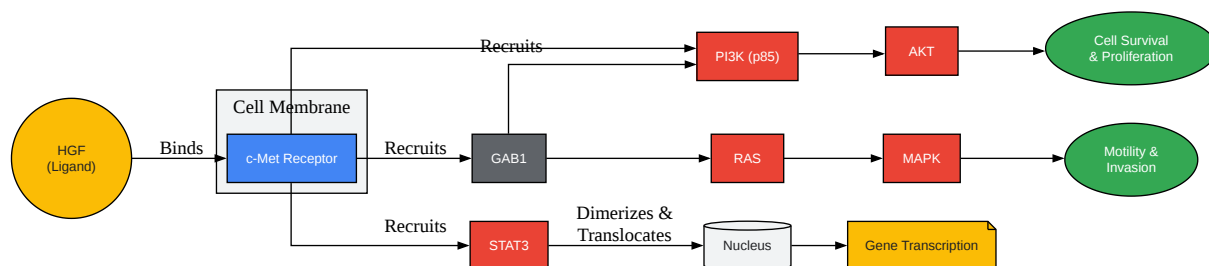 Recruits
PI3K (p85)
AKT
Cell Survival
& Proliferation
Cell Membrane
HGF
(Ligand)
Binds
c-Met Receptor
Recruits
GAB1
RAS
MAPK
Motility &
Invasion
Recruits
STAT3
Dimerizes &
Translocates
Nucleus
Gene Transcription